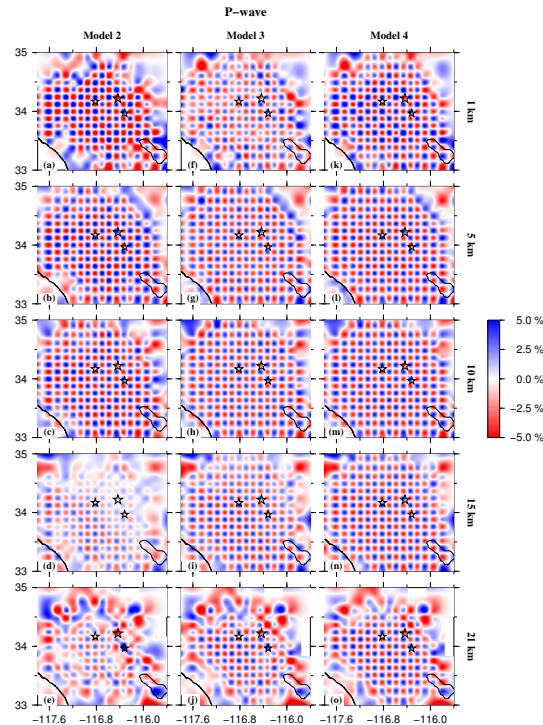 P−wave
Model 2 Model 3 Model 4
35
34
33
(a) (f) (k)
1 km
35
34
33
(b) (g) (l)
5 km
35
34
33
(c) (h) (m)
10 km
5.0 %
2.5 %
0.0 %
−2.5 %
−5.0 %
35
34
33
(d) (i) (n)
15 km
35
34
33
(e) (j) (o)
21 km
−117.6 −116.8 −116.0 −117.6 −116.8 −116.0 −117.6 −116.8 −116.0